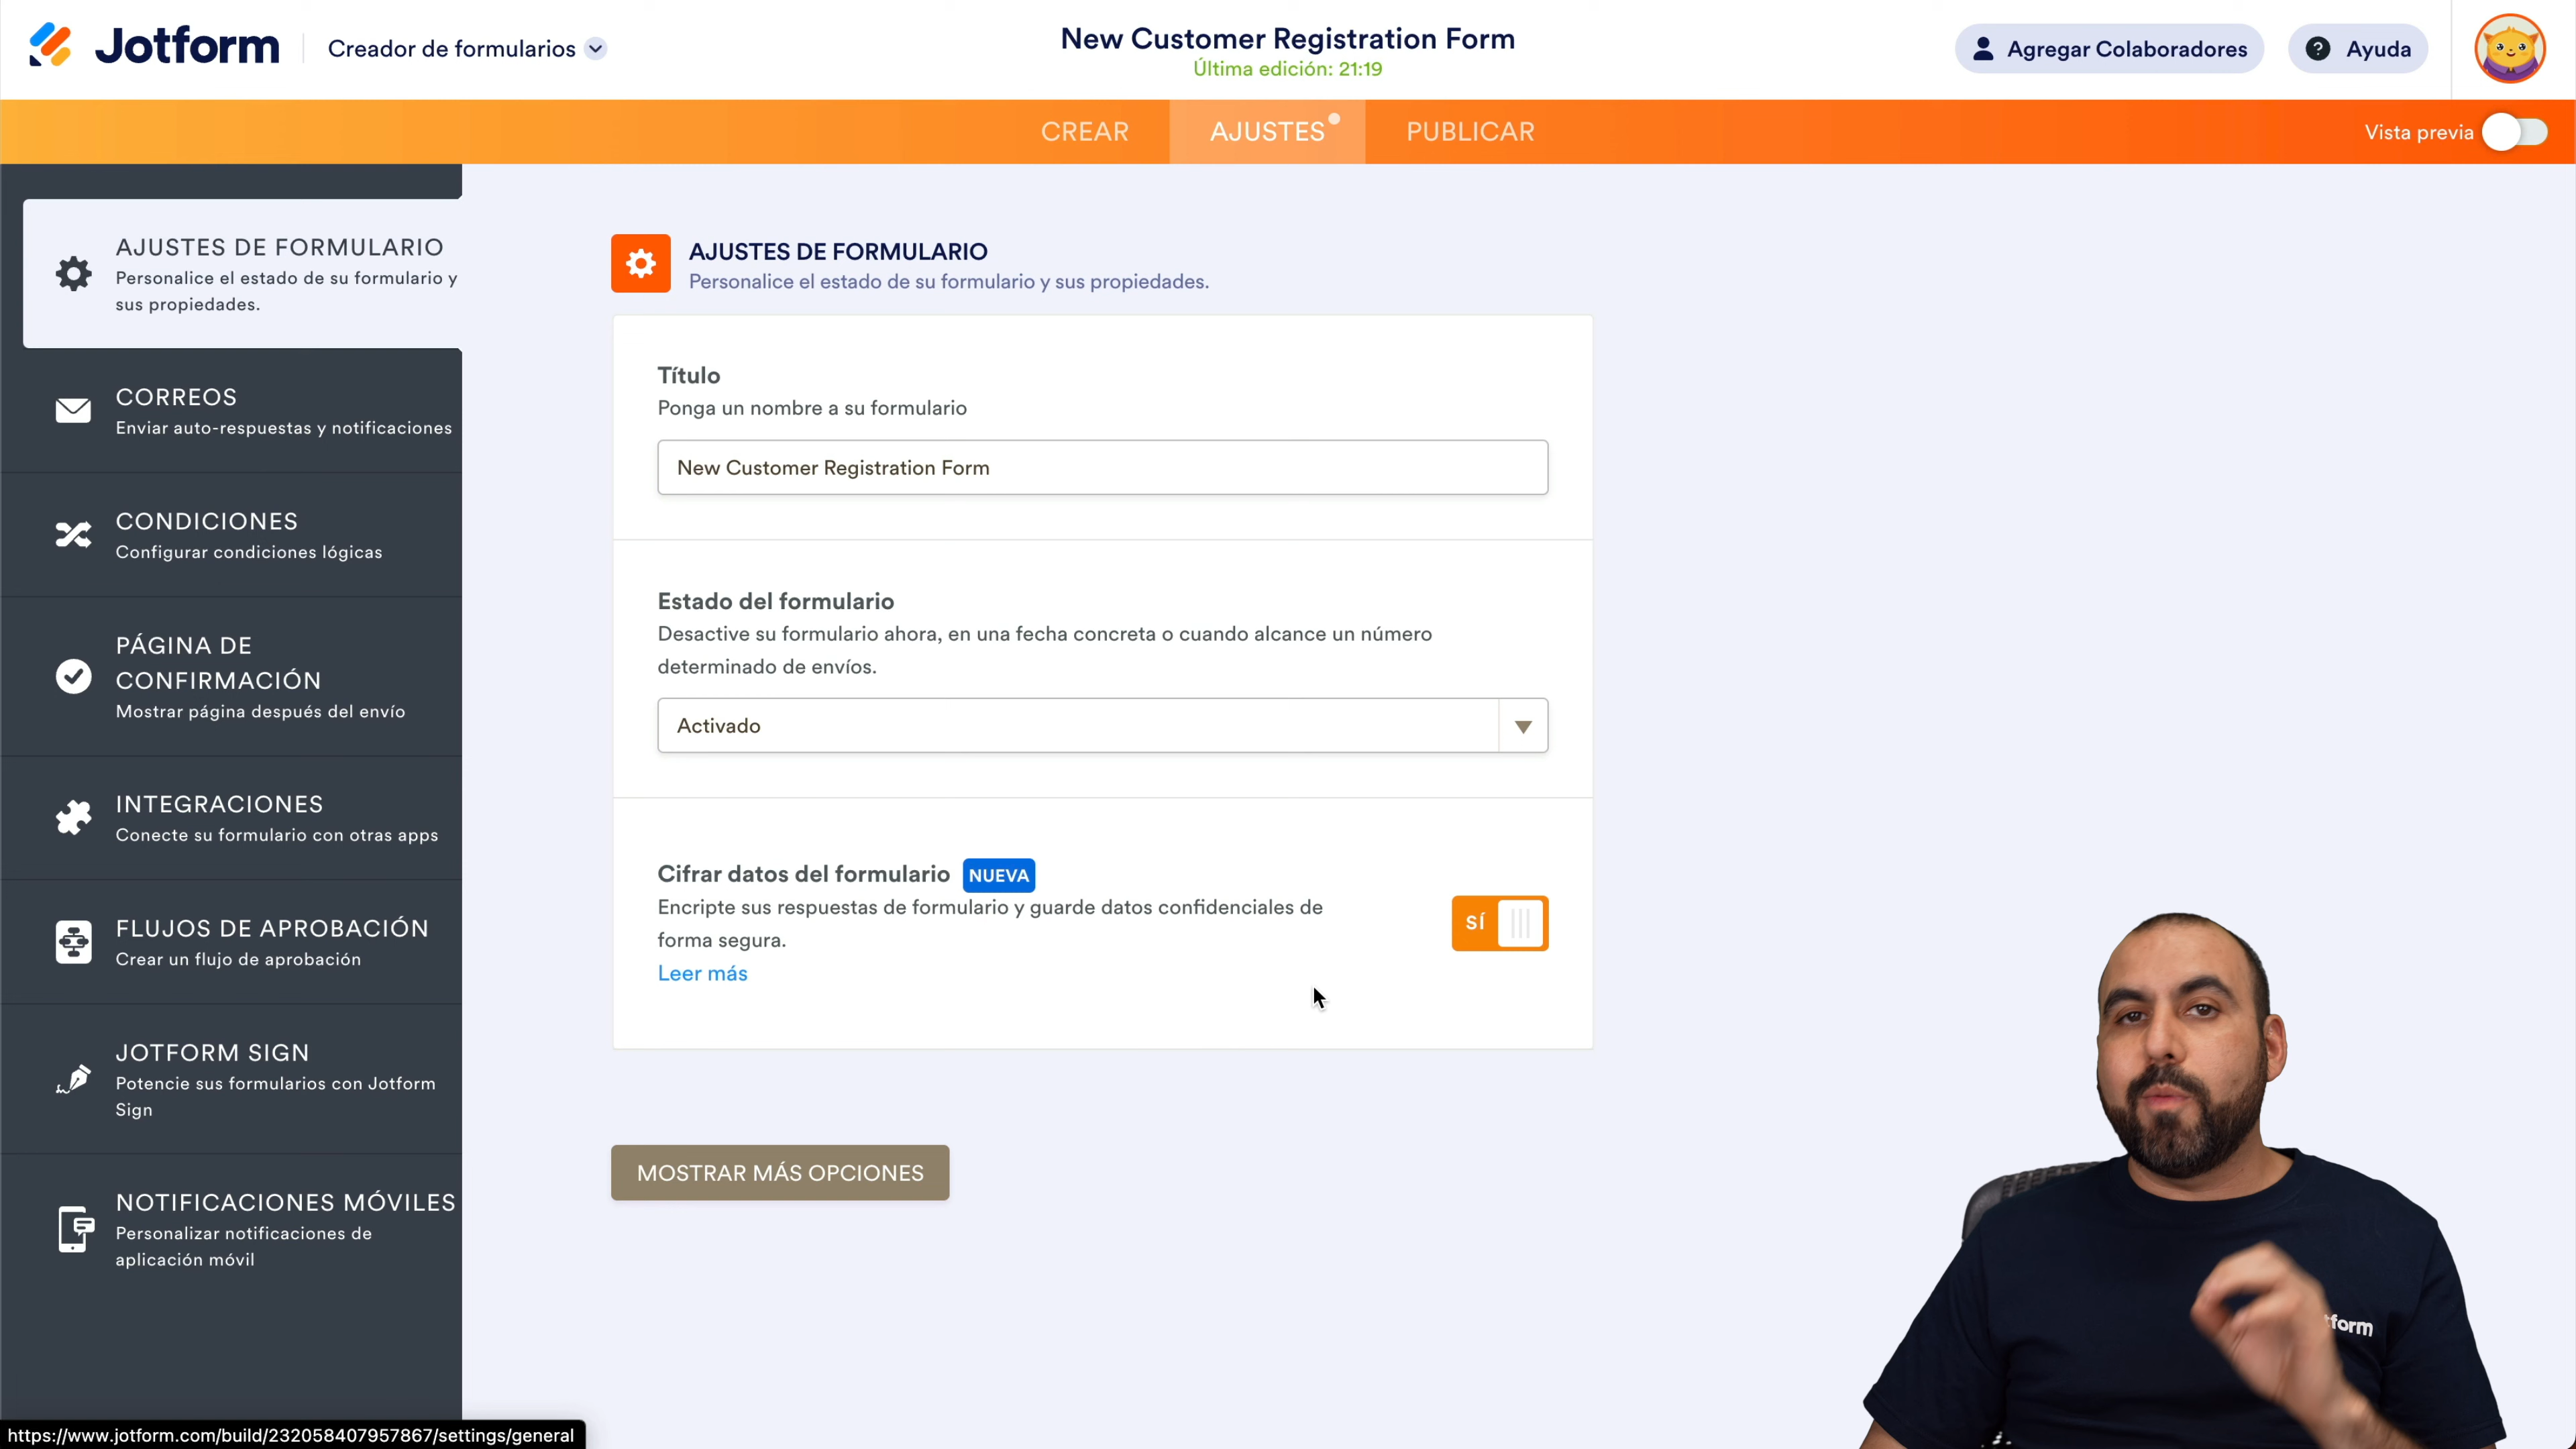 Jotform
Creador de formularios
New Customer Registration Form
Última edición: 21:19
Agregar Colaboradores
Ayuda
CREAR
AJUSTES
PUBLICAR
Vista previa
AJUSTES DE FORMULARIO
Personalice el estado de su formulario y
sus propiedades.
CORREOS
Enviar auto-respuestas y notificaciones
CONDICIONES
Configurar condiciones lógicas
PÁGINA DE
CONFIRMACIÓN
Mostrar página después del envío
INTEGRACIONES
Conecte su formulario con otras apps
FLUJOS DE APROBACIÓN
Crear un flujo de aprobación
JOTFORM SIGN
Potencie sus formularios con Jotform
Sign
NOTIFICACIONES MÓVILES
Personalizar notificaciones de
aplicación móvil
AJUSTES DE FORMULARIO
Personalice el estado de su formulario y sus propiedades.
Título
Ponga un nombre a su formulario
New Customer Registration Form
Estado del formulario
Desactive su formulario ahora, en una fecha concreta o cuando alcance un número
determinado de envíos.
Activado
Cifrar datos del formulario NUEVA
Encripte sus respuestas de formulario y guarde datos confidenciales de
forma segura.
Leer más
SÍ
MOSTRAR MÁS OPCIONES
tform
https://www.jotform.com/build/232058407957867/settings/general